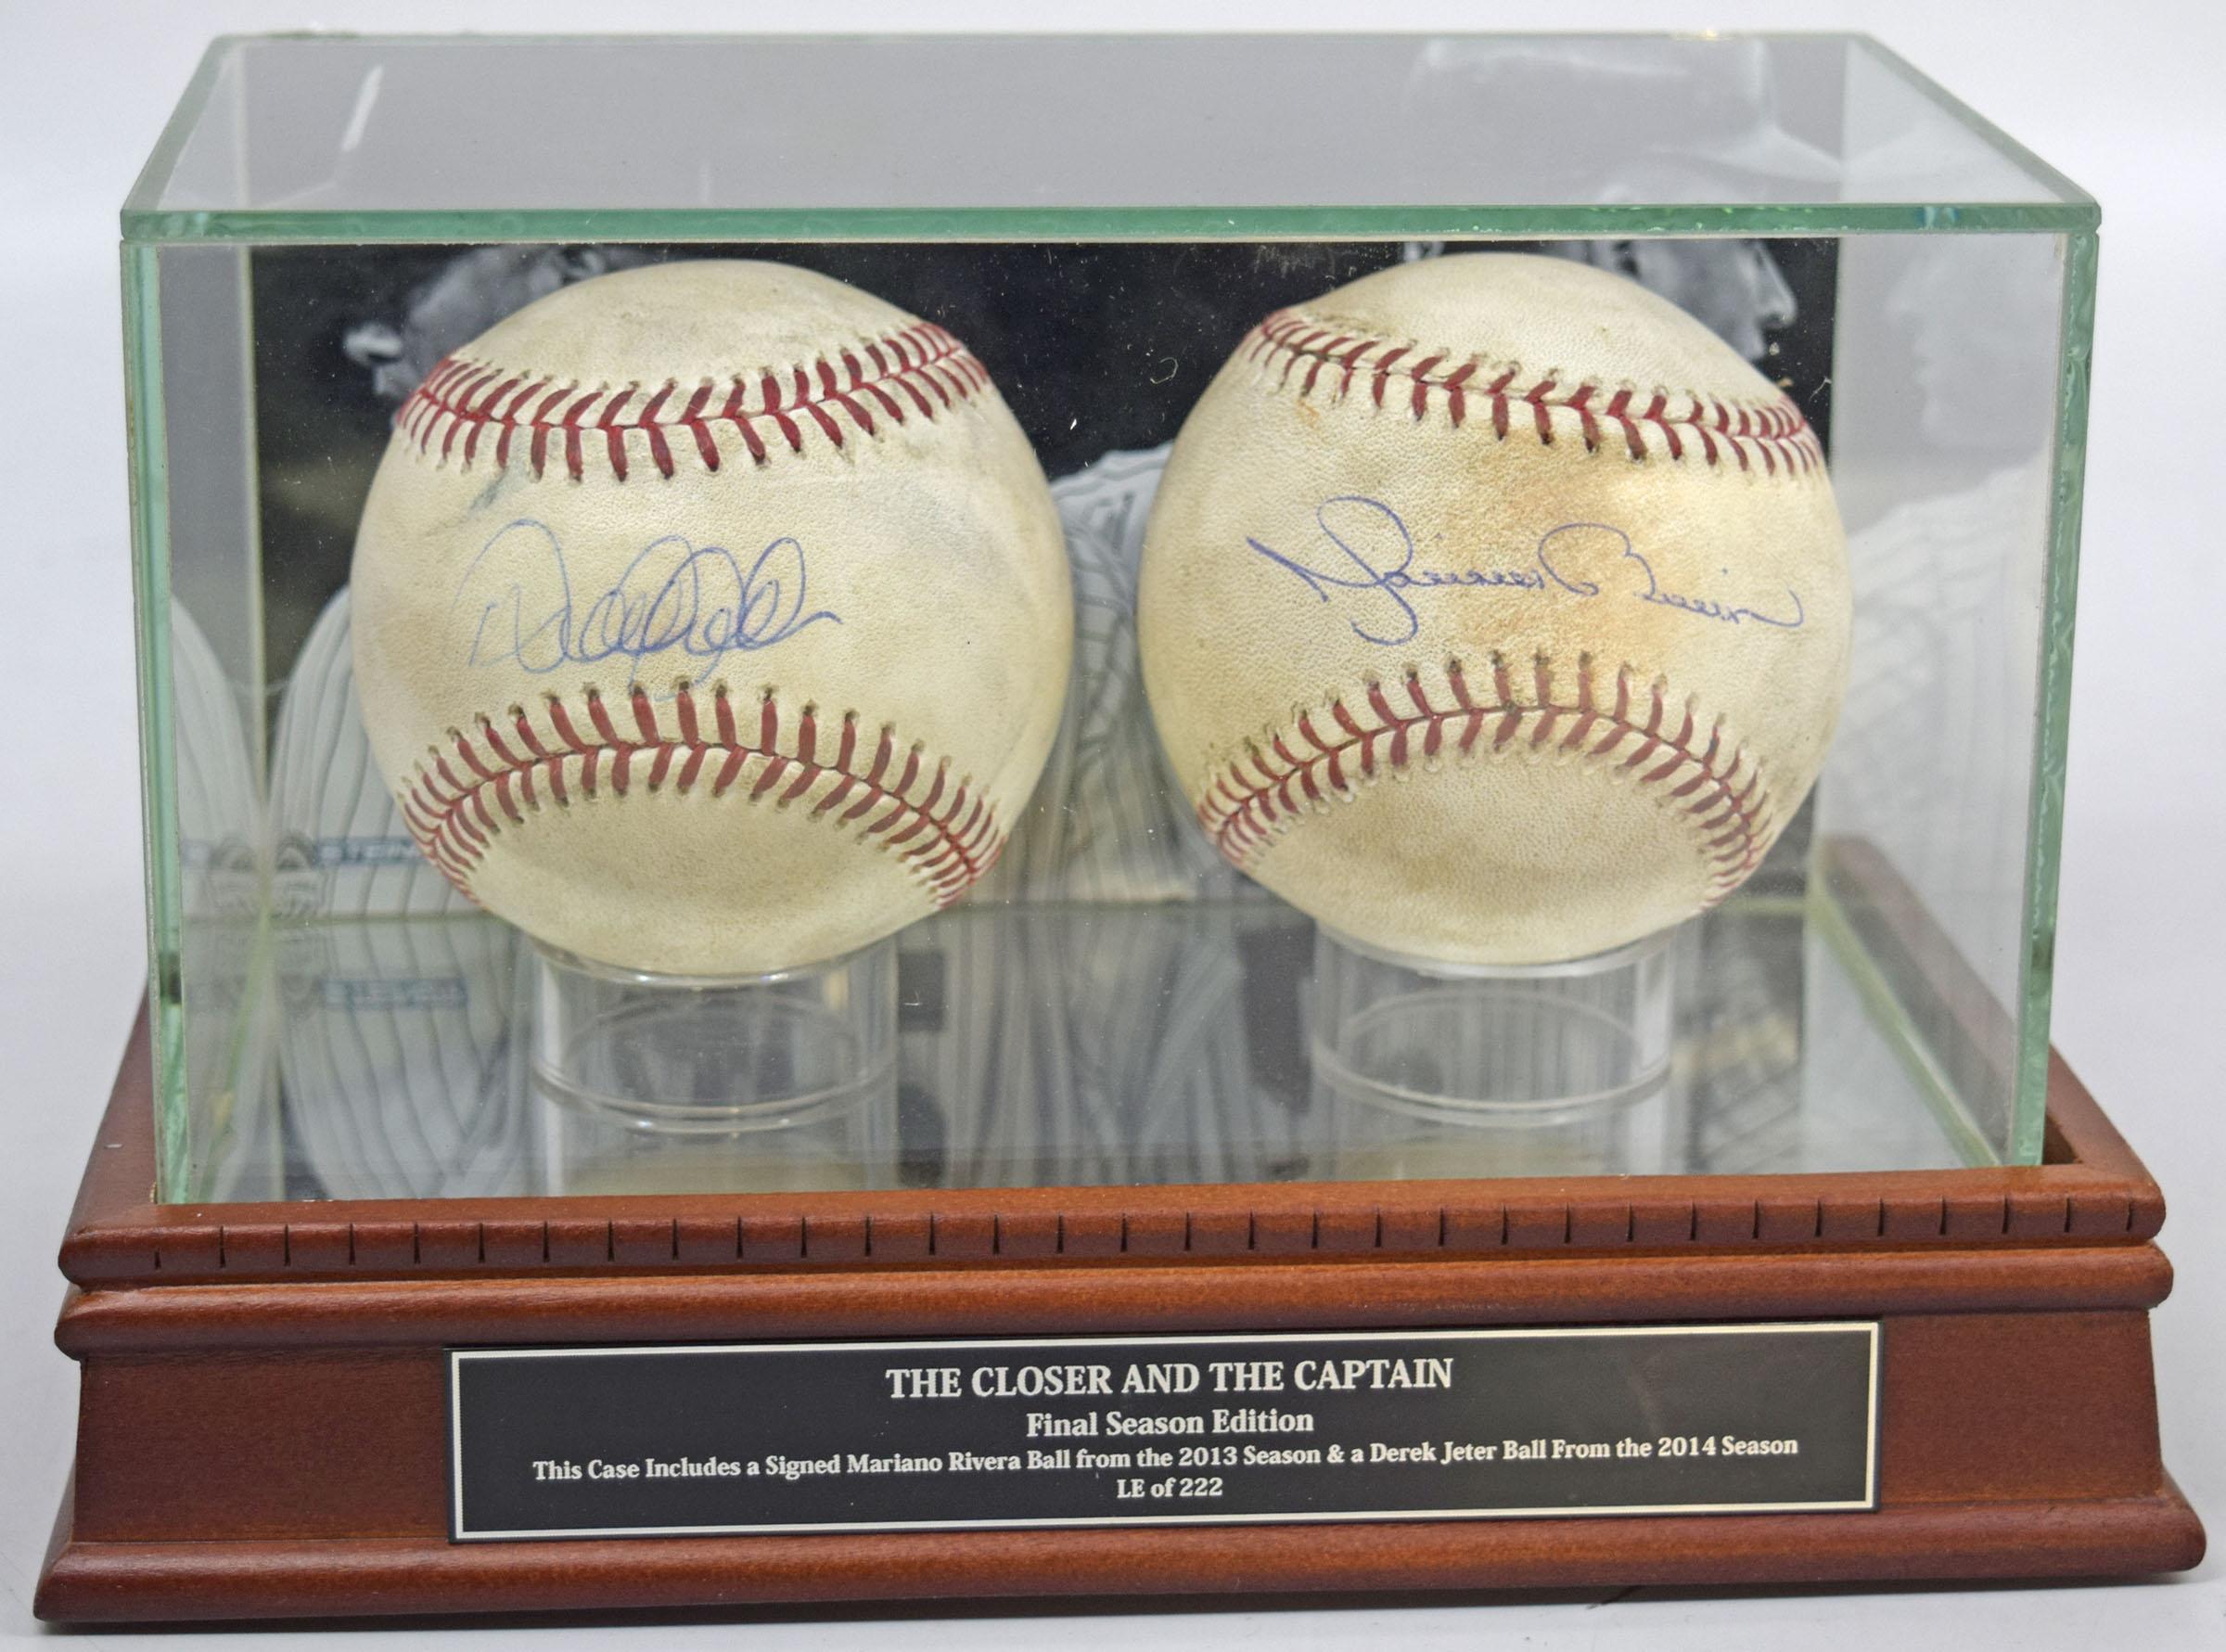 THE CLOSER AND THE CAPTAIN
Final Season Edition
This Case Includes a Signed Mariano Rivera Ball from the 2013 Season & a Derek Jeter Ball From the 2014 Season
LE of 222